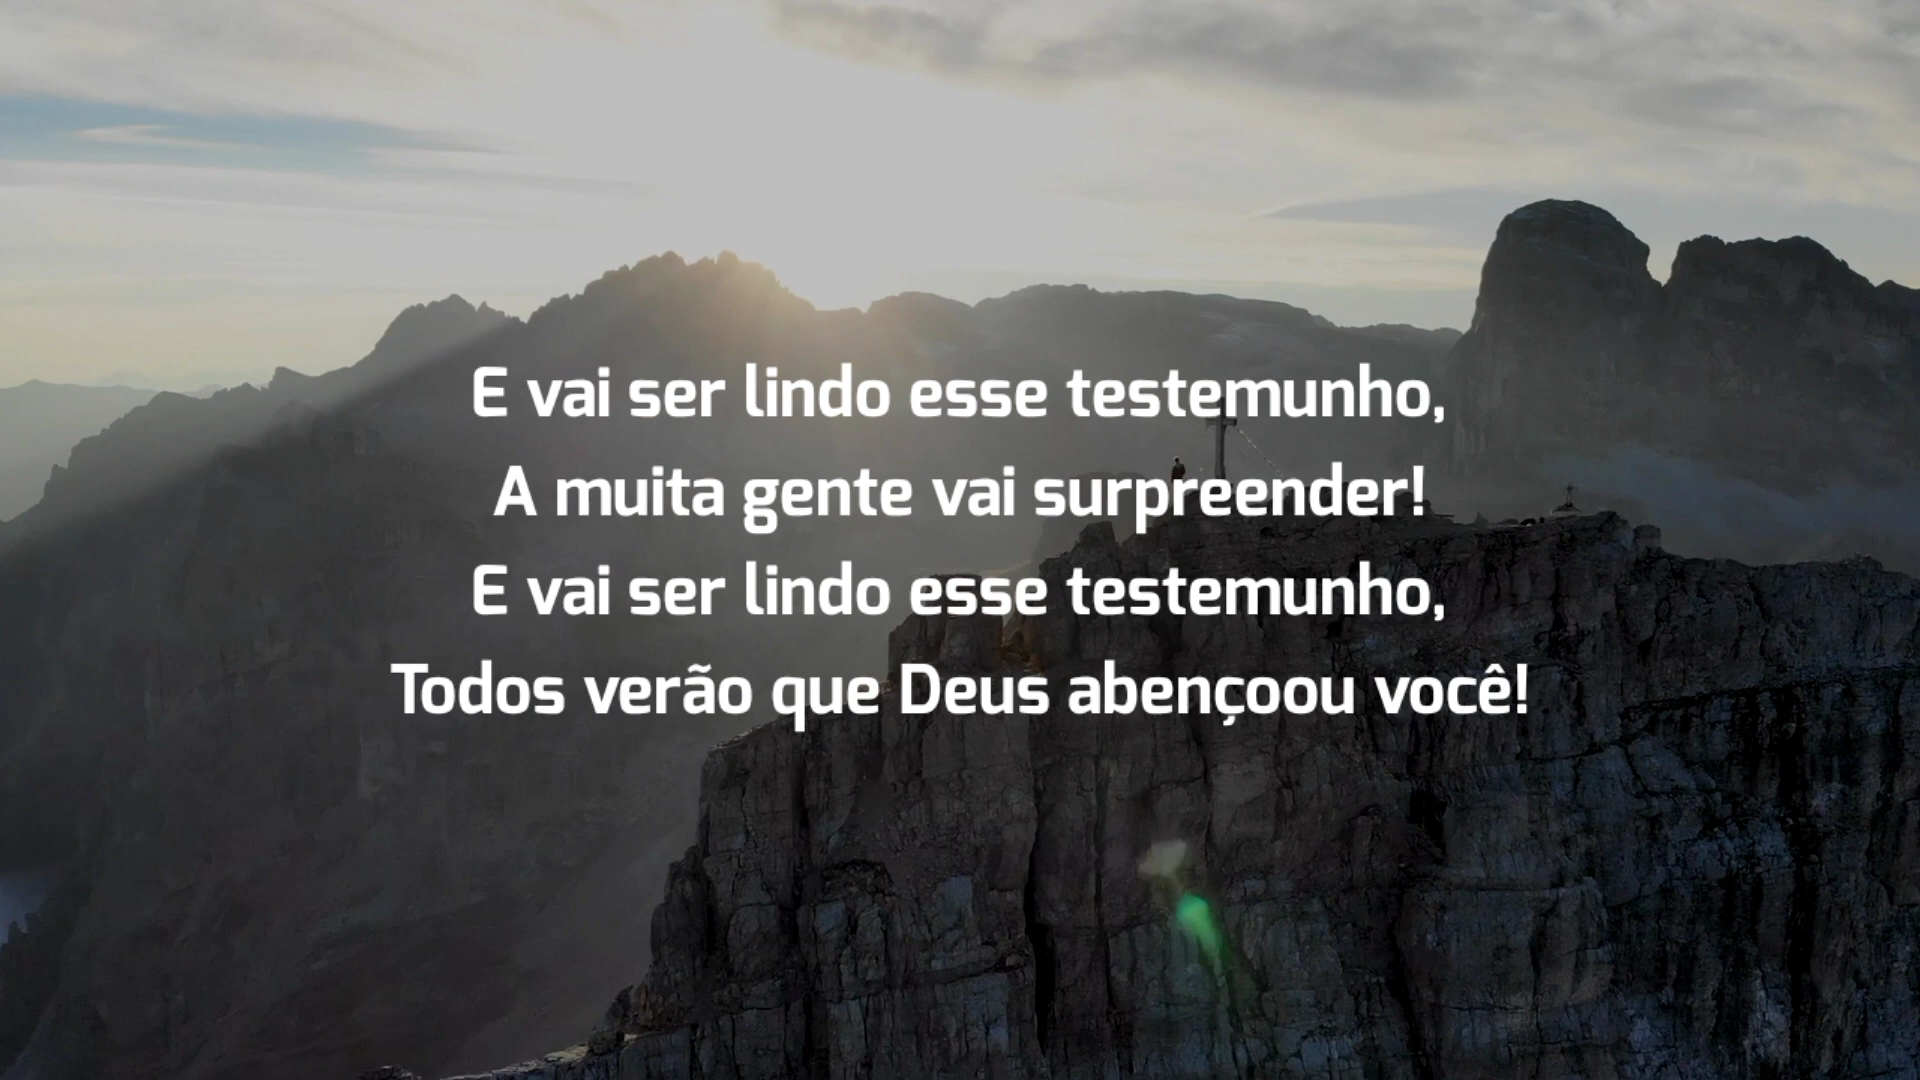 E vai ser lindo esse testemunho,
A muita gente vai surpreender!
E vai ser lindo esse testemunho,
Todos verão que Deus abençoou você!